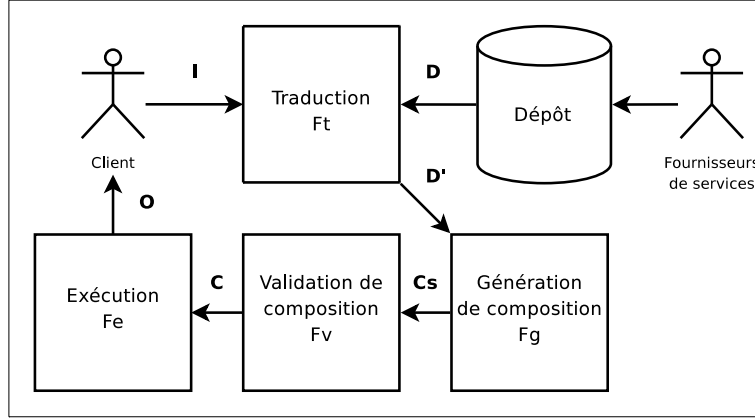 I
D
Traduction
Ft
Dépôt
Client
Fournisseurs
de services
D'
O
Exécution
Fe
C
Validation de
composition
Fv
Cs
Génération
de composition
Fg